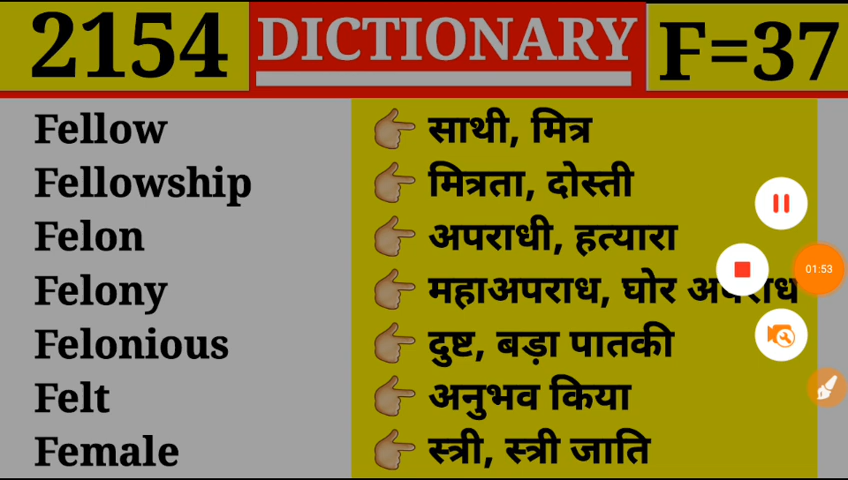 2154 DICTIONARY F=37
Fellow साथी, मित्र
Fellowship मित्रता, दोस्ती
Felon अपराधी, हत्यारा
Felony महाअपराध, घोर अपराध
01:53
Felonious दुष्ट, बड़ा पातकी
Felt अनुभव किया
Female स्त्री, स्त्री जाति